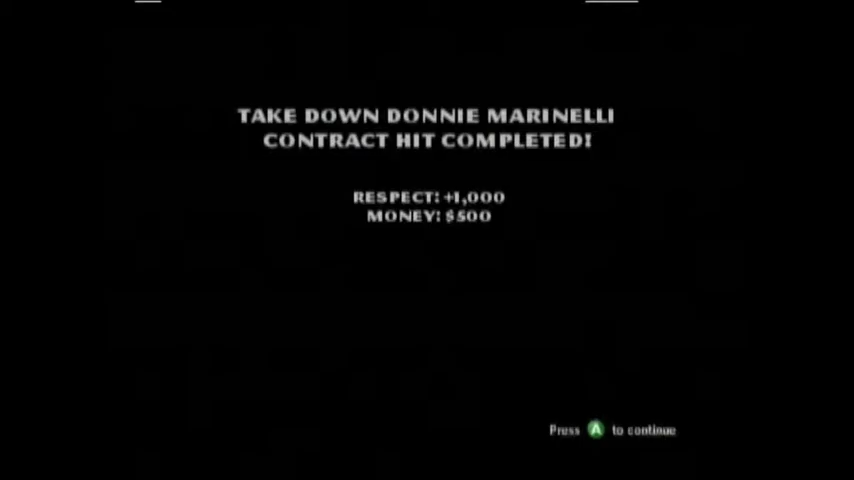 TAKE DOWN DONNIE MARINELLI
CONTRACT HIT COMPLETED!
RESPECT: +1,000
MONEY: $500
Press A to continue